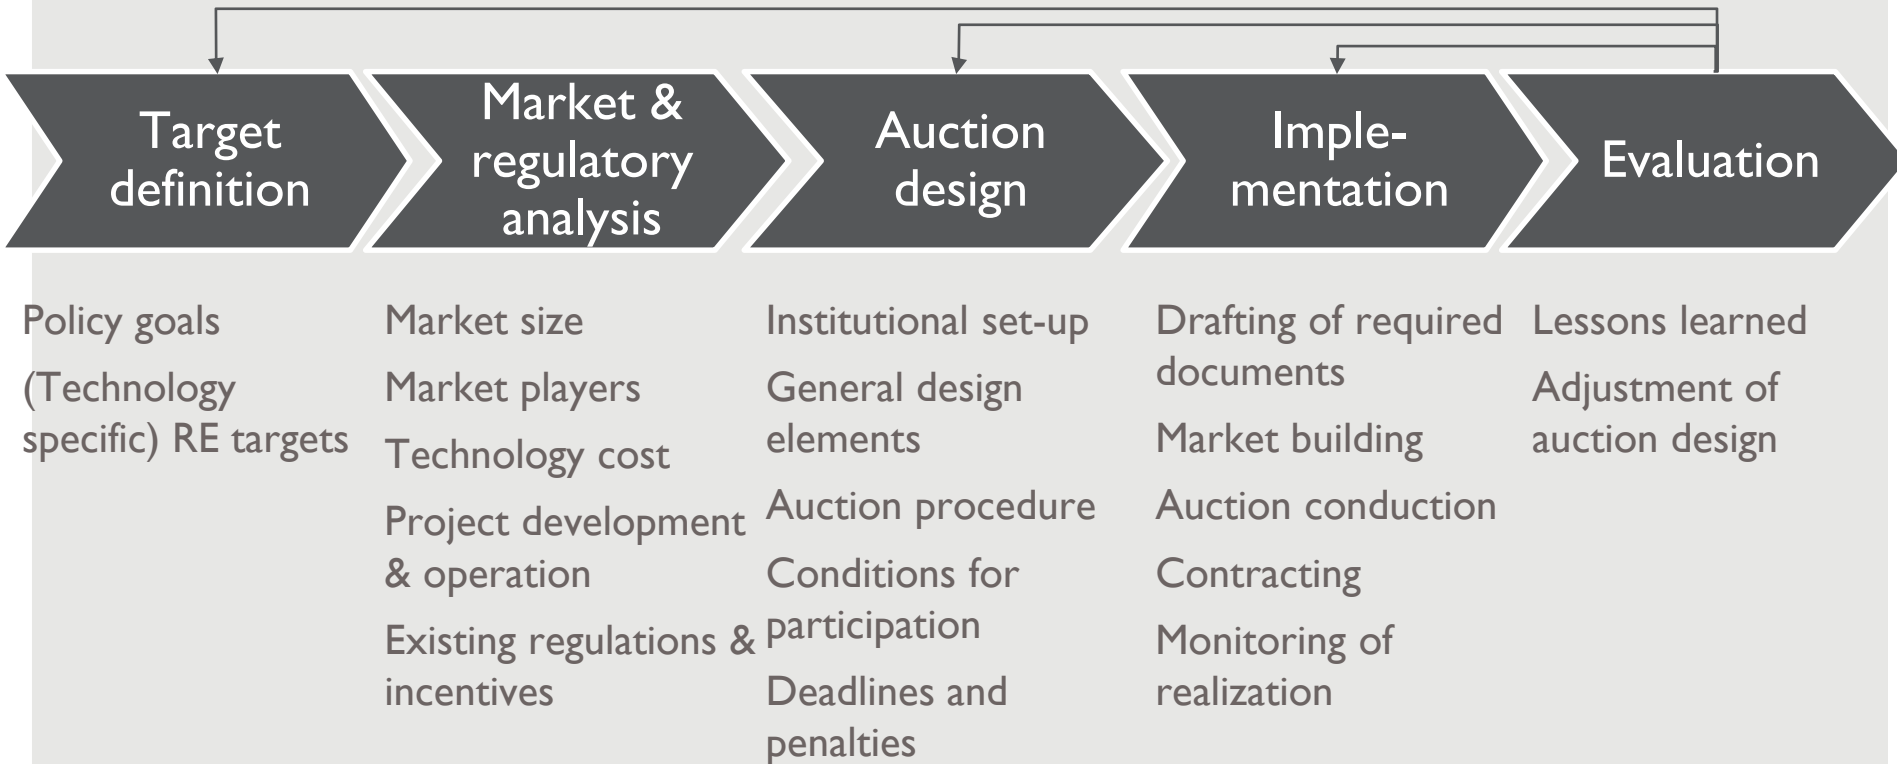 Target
definition
Market &
regulatory
analysis
Auction
design
Imple-
mentation
Evaluation
Policy goals
(Technology
specific) RE targets
Market size
Market players
Technology cost
Project development
& operation
Existing regulations &
incentives
Institutional set-up
General design
elements
Auction procedure
Conditions for
participation
Deadlines and
penalties
Drafting of required
documents
Market building
Auction conduction
Contracting
Monitoring of
realization
Lessons learned
Adjustment of
auction design